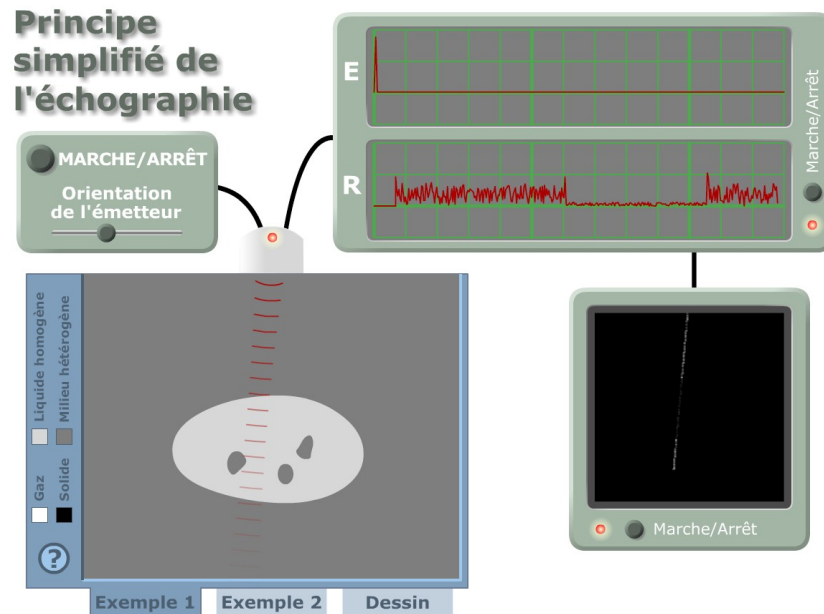 Principe
simplifié de
l'échographie
MARCHE/ARRÊT
Orientation
de l'émetteur
E
R
Marche/Arrêt
Liquide homogène
Milieu hétérogène
Gaz
Solide
?
Marche/Arrêt
Exemple 1
Exemple 2
Dessin